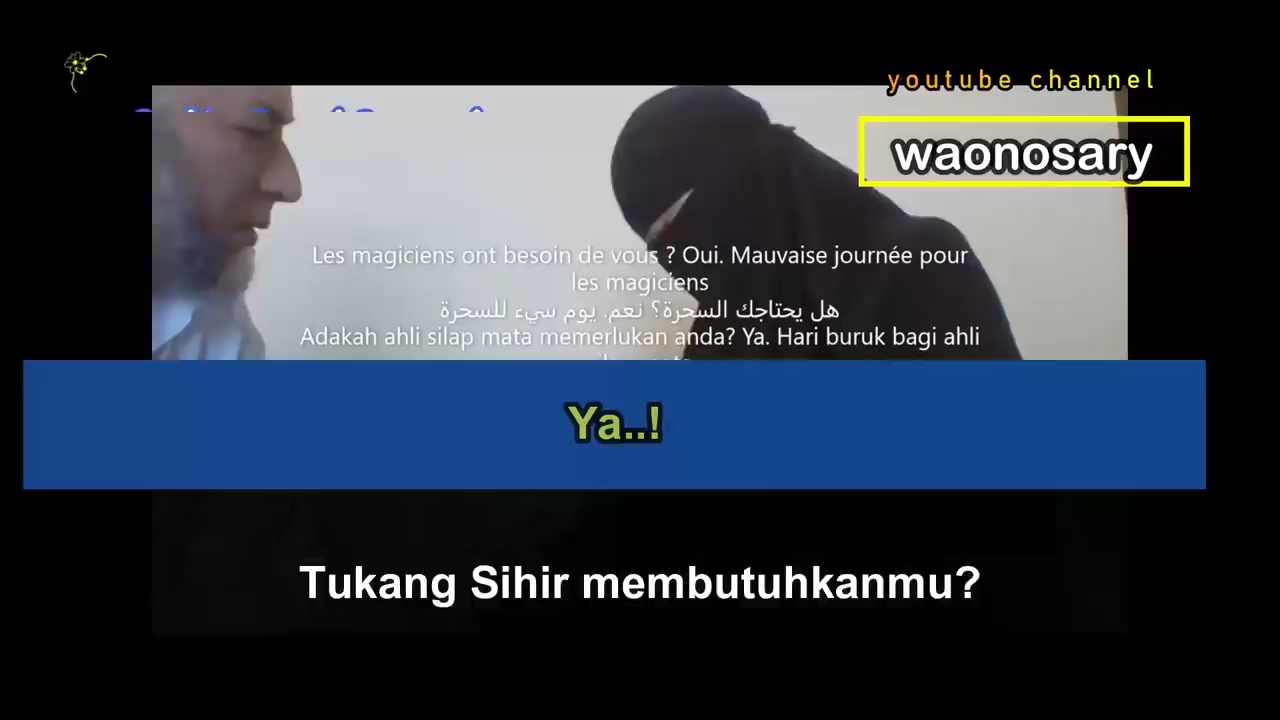 youtube channel
waonosary
Les magiciens ont besoin de vous ? Oui. Mauvaise journée pour
les magiciens
هل يحتاجك السحرة؟ نعم. يوم سيء للسحرة
Adakah ahli silap mata memerlukan anda? Ya. Hari buruk bagi ahli
Ya..!
Tukang Sihir membutuhkanmu?